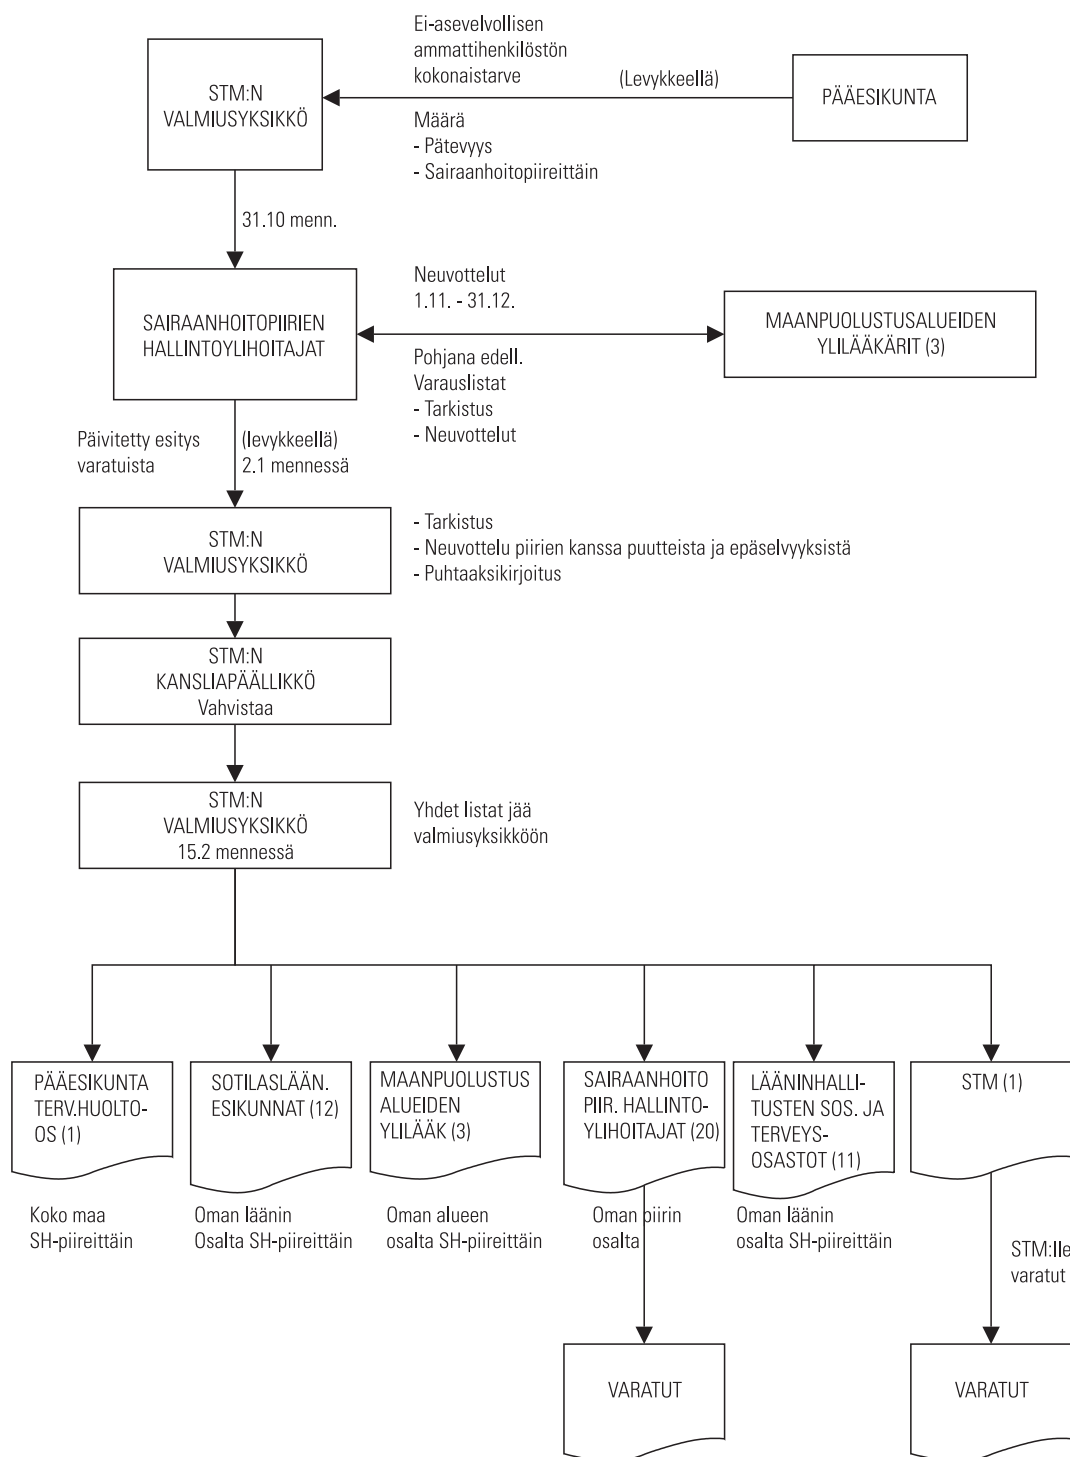 Ei-asevelvollisen
ammattihenkilöstön
kokonaistarve
(Levykkeellä)
STM:N
VALMIUSYKSIKKÖ
PÄÄESIKUNTA
Määrä
- Pätevyys
- Sairaanhoitopiireittäin
31.10 menn.
Neuvottelut
1.11. - 31.12.
SAIRAANHOITOPIIRIEN
HALLINTOYLIHOITAJAT
MAANPUOLUSTUSALUEIDEN
YLILÄÄKÄRIT (3)
Pohjana edell.
Varauslistat
- Tarkistus
- Neuvottelut
Päivitetty esitys
varatuista
(levykkeellä)
2.1 mennessä
STM:N
VALMIUSYKSIKKÖ
- Tarkistus
- Neuvottelu piirien kanssa puutteista ja epäselvyyksistä
- Puhtaaksikirjoitus
STM:N
KANSLIAPÄÄLLIKKÖ
Vahvistaa
STM:N
VALMIUSYKSIKKÖ
15.2 mennessä
Yhdet listat jää
valmiusyksikköön
PÄÄESIKUNTA
TERV.HUOLTO-
OS (1)
SOTILASLÄÄN.
ESIKUNNAT (12)
MAANPUOLUSTUS
ALUEIDEN
YLILÄÄK (3)
SAIRAANHOITO
PIIR. HALLINTO-
YLIHOITAJAT (20)
LÄÄNINHALLI-
TUSTEN SOS. JA
TERVEYS-
OSASTOT (11)
STM (1)
Koko maa
SH-piireittäin
Oman läänin
Osalta SH-piireittäin
Oman alueen
osalta SH-piireittäin
Oman piirin
osalta
Oman läänin
osalta SH-piireittäin
STM:lle
varatut
VARATUT
VARATUT